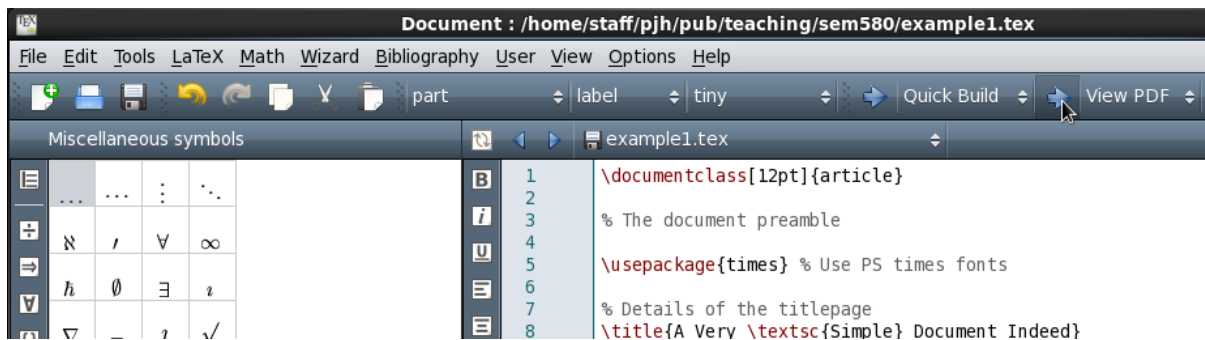 TEX
Document : /home/staff/pjh/pub/teaching/sem580/example1.tex
File Edit Tools LaTeX Math Wizard Bibliography User View Options Help
part label tiny Quick Build View PDF
Miscellaneous symbols example1.tex
... ... ⋮ ⋱
ℵ ′ ∀ ∞
ℏ ∅ ∃ ı
∇ √
B
i
U
1 \documentclass[12pt]{article}
2
3 % The document preamble
4
5 \usepackage{times} % Use PS times fonts
6
7 % Details of the titlepage
8 \title{A Very \textsc{Simple} Document Indeed}